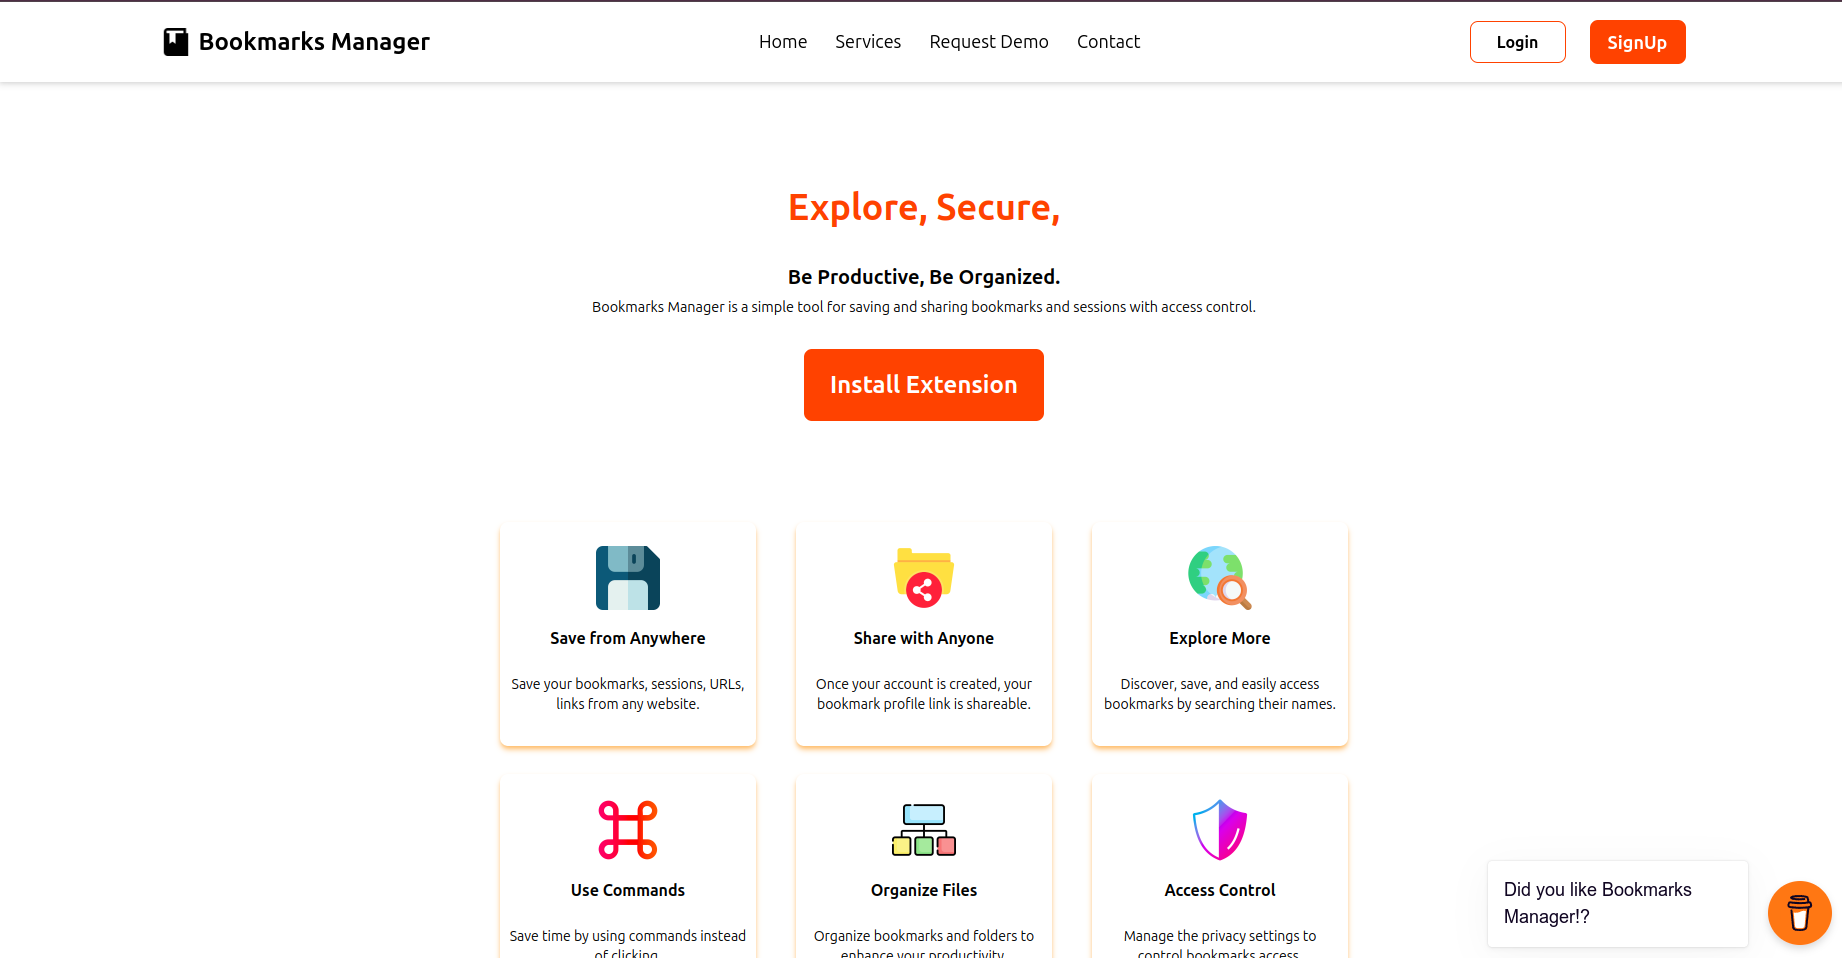 Bookmarks Manager
Home
Services
Request Demo
Contact
Login
SignUp
Explore, Secure,
Be Productive, Be Organized.
Bookmarks Manager is a simple tool for saving and sharing bookmarks and sessions with access control.
Install Extension
Save from Anywhere
Save your bookmarks, sessions, URLs,
links from any website.
Share with Anyone
Once your account is created, your
bookmark profile link is shareable.
Explore More
Discover, save, and easily access
bookmarks by searching their names.
Use Commands
Save time by using commands instead
of clicking.
Organize Files
Organize bookmarks and folders to
enhance your productivity.
Access Control
Manage the privacy settings to
control bookmarks access.
Did you like Bookmarks
Manager!?